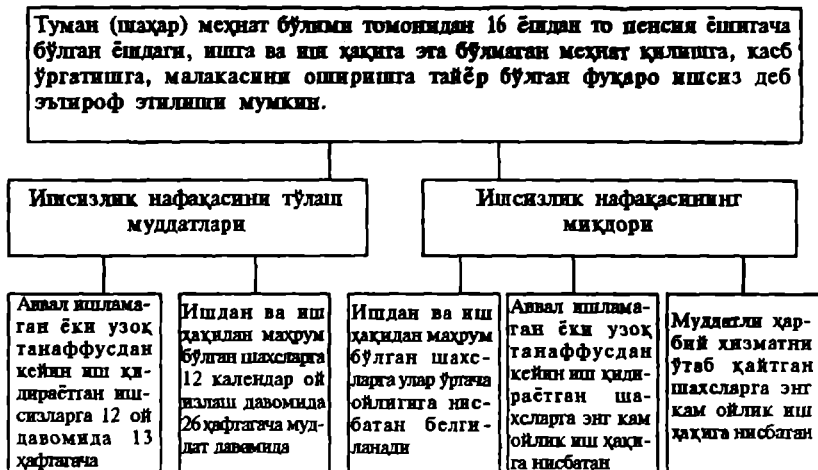 Туман (шаҳар) меҳнат бўлими томонидан 16 ёшдан то пенсия ёшигача
бўлган ёшдаги, ишга ва иш ҳақига эга бўлмаган меҳнат қилишга, касб
ўргатишга, малакасини оширишга тайёр бўлган фуқаро ишсиз деб
эътироф этилиши мумкин.
Ишсизлик нафақасини тўлаш
муддатлари
Ишсизлик нафақасининг
миқдори
Аввал ишлама-
ган ёки узоқ
танаффусдан
кейин иш қи-
дираётган иш-
сизларга 12 ой
давомида 13
ҳафтагача
Ишдан ва иш
ҳақидан маҳрум
бўлган шахсларга
12 календар ой
излаш давомида
26 ҳафтагача муд-
дат давомида
Ишдан ва иш
ҳақидан маҳрум
бўлган шахс-
ларга улар ўртача
ойлигига нис-
батан белги-
ланади
Аввал ишлама-
ган ёки узоқ
танаффусдан
кейин иш қиди-
раётган ша-
хсларга энг кам
ойлик иш ҳақи-
га нисбатан
Муддатли ҳар-
бий хизматни
ўтаб қайтган
шахсларга энг
кам ойлик иш
ҳақига нисбатан